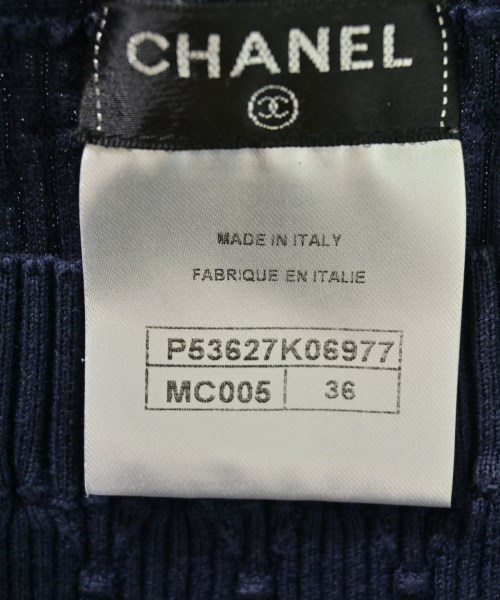 CHANEL
MADE IN ITALY
FABRIQUE EN ITALIE
P53627K06977
MC005 36